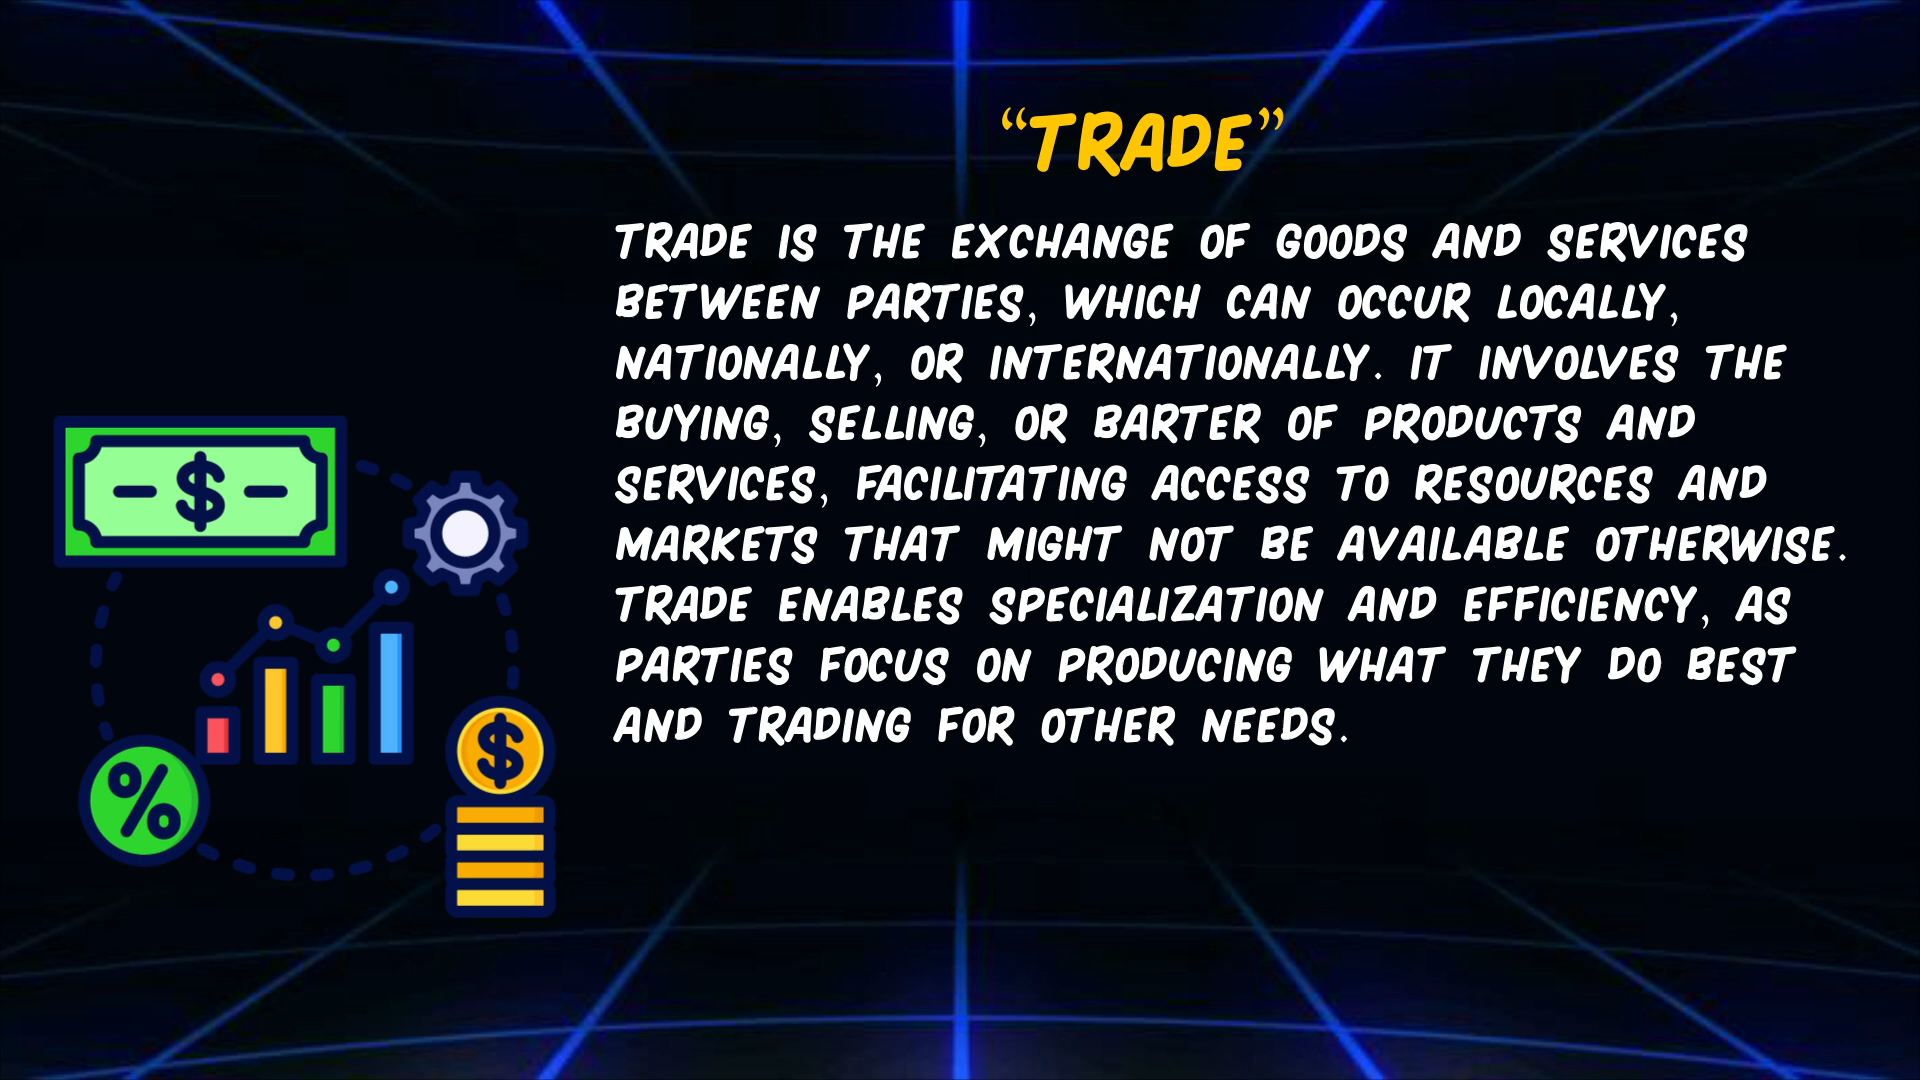 “TRADE”
TRADE IS THE EXCHANGE OF GOODS AND SERVICES
BETWEEN PARTIES, WHICH CAN OCCUR LOCALLY,
NATIONALLY, OR INTERNATIONALLY. IT INVOLVES THE
BUYING, SELLING, OR BARTER OF PRODUCTS AND
SERVICES, FACILITATING ACCESS TO RESOURCES AND
MARKETS THAT MIGHT NOT BE AVAILABLE OTHERWISE.
TRADE ENABLES SPECIALIZATION AND EFFICIENCY, AS
PARTIES FOCUS ON PRODUCING WHAT THEY DO BEST
AND TRADING FOR OTHER NEEDS.
$
$
%